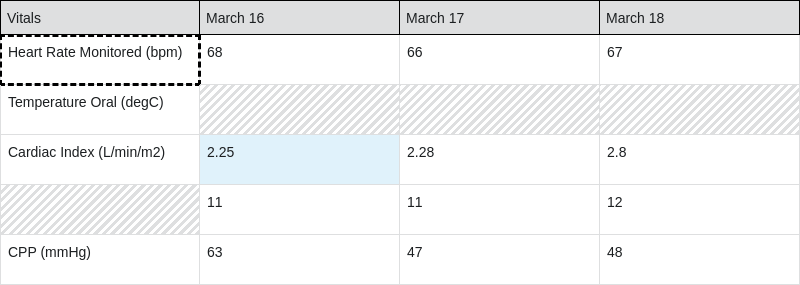 Vitals March 16 March 17 March 18
Heart Rate Monitored (bpm) 68 66 67
Temperature Oral (degC)
Cardiac Index (L/min/m2) 2.25 2.28 2.8
11 11 12
CPP (mmHg) 63 47 48